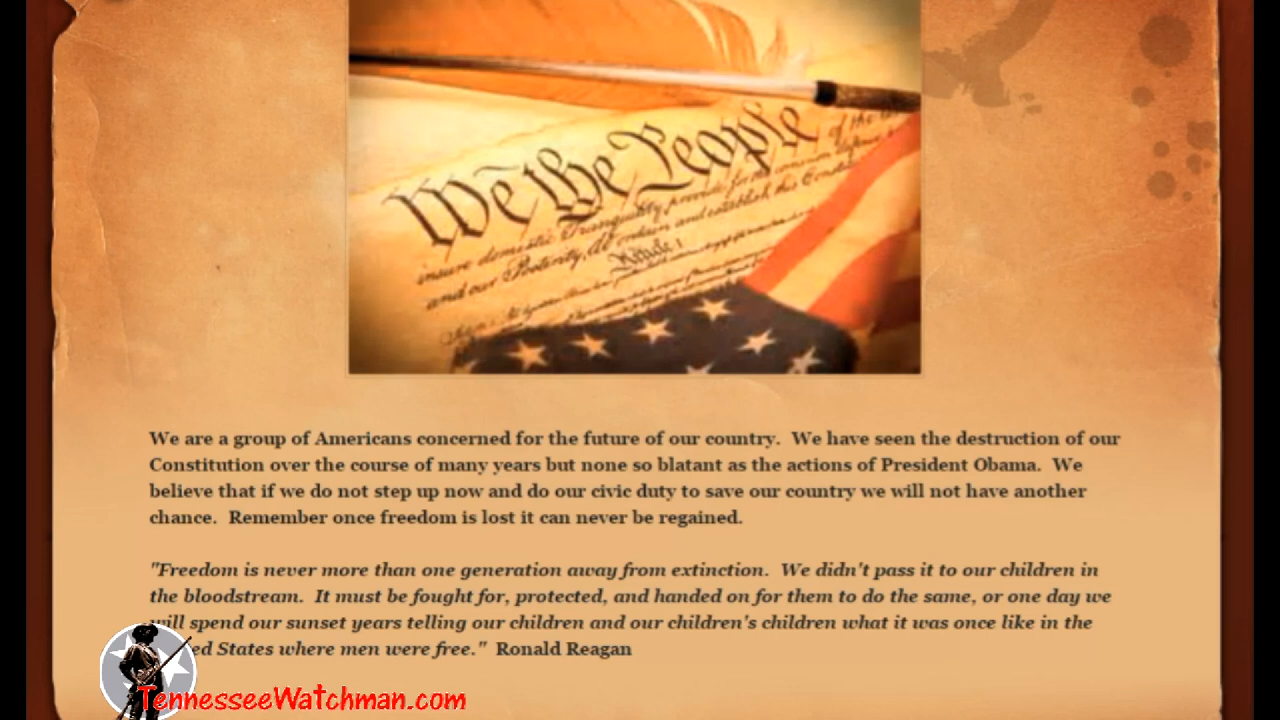 We the People
of the
insure domestic Tranquility, provide for the common defence
and our Posterity, do ordain and establish this
Article. I
We are a group of Americans concerned for the future of our country. We have seen the destruction of our
Constitution over the course of many years but none so blatant as the actions of President Obama. We
believe that if we do not step up now and do our civic duty to save our country we will not have another
chance. Remember once freedom is lost it can never be regained.
"Freedom is never more than one generation away from extinction. We didn't pass it to our children in
the bloodstream. It must be fought for, protected, and handed on for them to do the same, or one day we
will spend our sunset years telling our children and our children's children what it was once like in the
ed States where men were free." Ronald Reagan
TennesseeWatchman.com